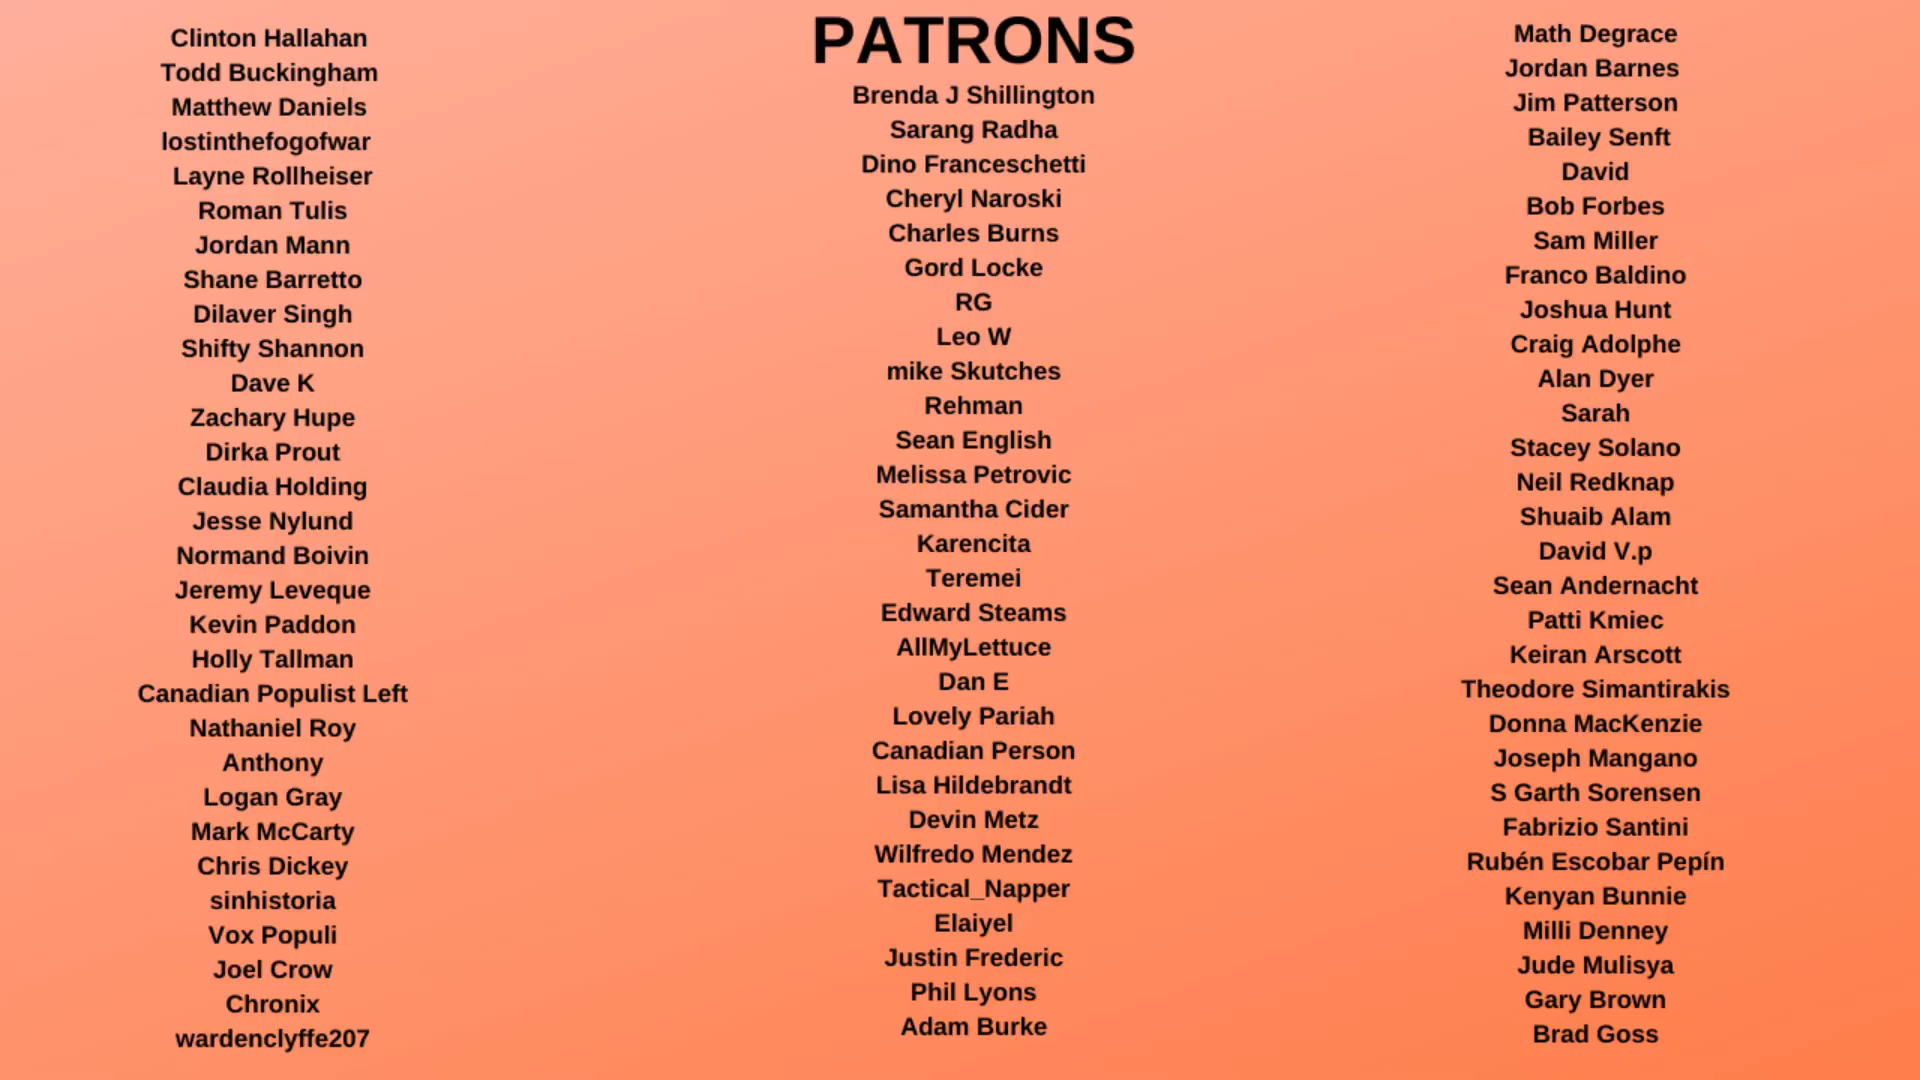 PATRONS
Clinton Hallahan
Todd Buckingham
Matthew Daniels
lostinthefogofwar
Layne Rollheiser
Roman Tulis
Jordan Mann
Shane Barretto
Dilaver Singh
Shifty Shannon
Dave K
Zachary Hupe
Dirka Prout
Claudia Holding
Jesse Nylund
Normand Boivin
Jeremy Leveque
Kevin Paddon
Holly Tallman
Canadian Populist Left
Nathaniel Roy
Anthony
Logan Gray
Mark McCarty
Chris Dickey
sinhistoria
Vox Populi
Joel Crow
Chronix
wardenclyffe207
Brenda J Shillington
Sarang Radha
Dino Franceschetti
Cheryl Naroski
Charles Burns
Gord Locke
RG
Leo W
mike Skutches
Rehman
Sean English
Melissa Petrovic
Samantha Cider
Karencita
Teremei
Edward Steams
AllMyLettuce
Dan E
Lovely Pariah
Canadian Person
Lisa Hildebrandt
Devin Metz
Wilfredo Mendez
Tactical_Napper
Elaiyel
Justin Frederic
Phil Lyons
Adam Burke
Math Degrace
Jordan Barnes
Jim Patterson
Bailey Senft
David
Bob Forbes
Sam Miller
Franco Baldino
Joshua Hunt
Craig Adolphe
Alan Dyer
Sarah
Stacey Solano
Neil Redknap
Shuaib Alam
David V.p
Sean Andernacht
Patti Kmiec
Keiran Arscott
Theodore Simantirakis
Donna MacKenzie
Joseph Mangano
S Garth Sorensen
Fabrizio Santini
Rubén Escobar Pepín
Kenyan Bunnie
Milli Denney
Jude Mulisya
Gary Brown
Brad Goss